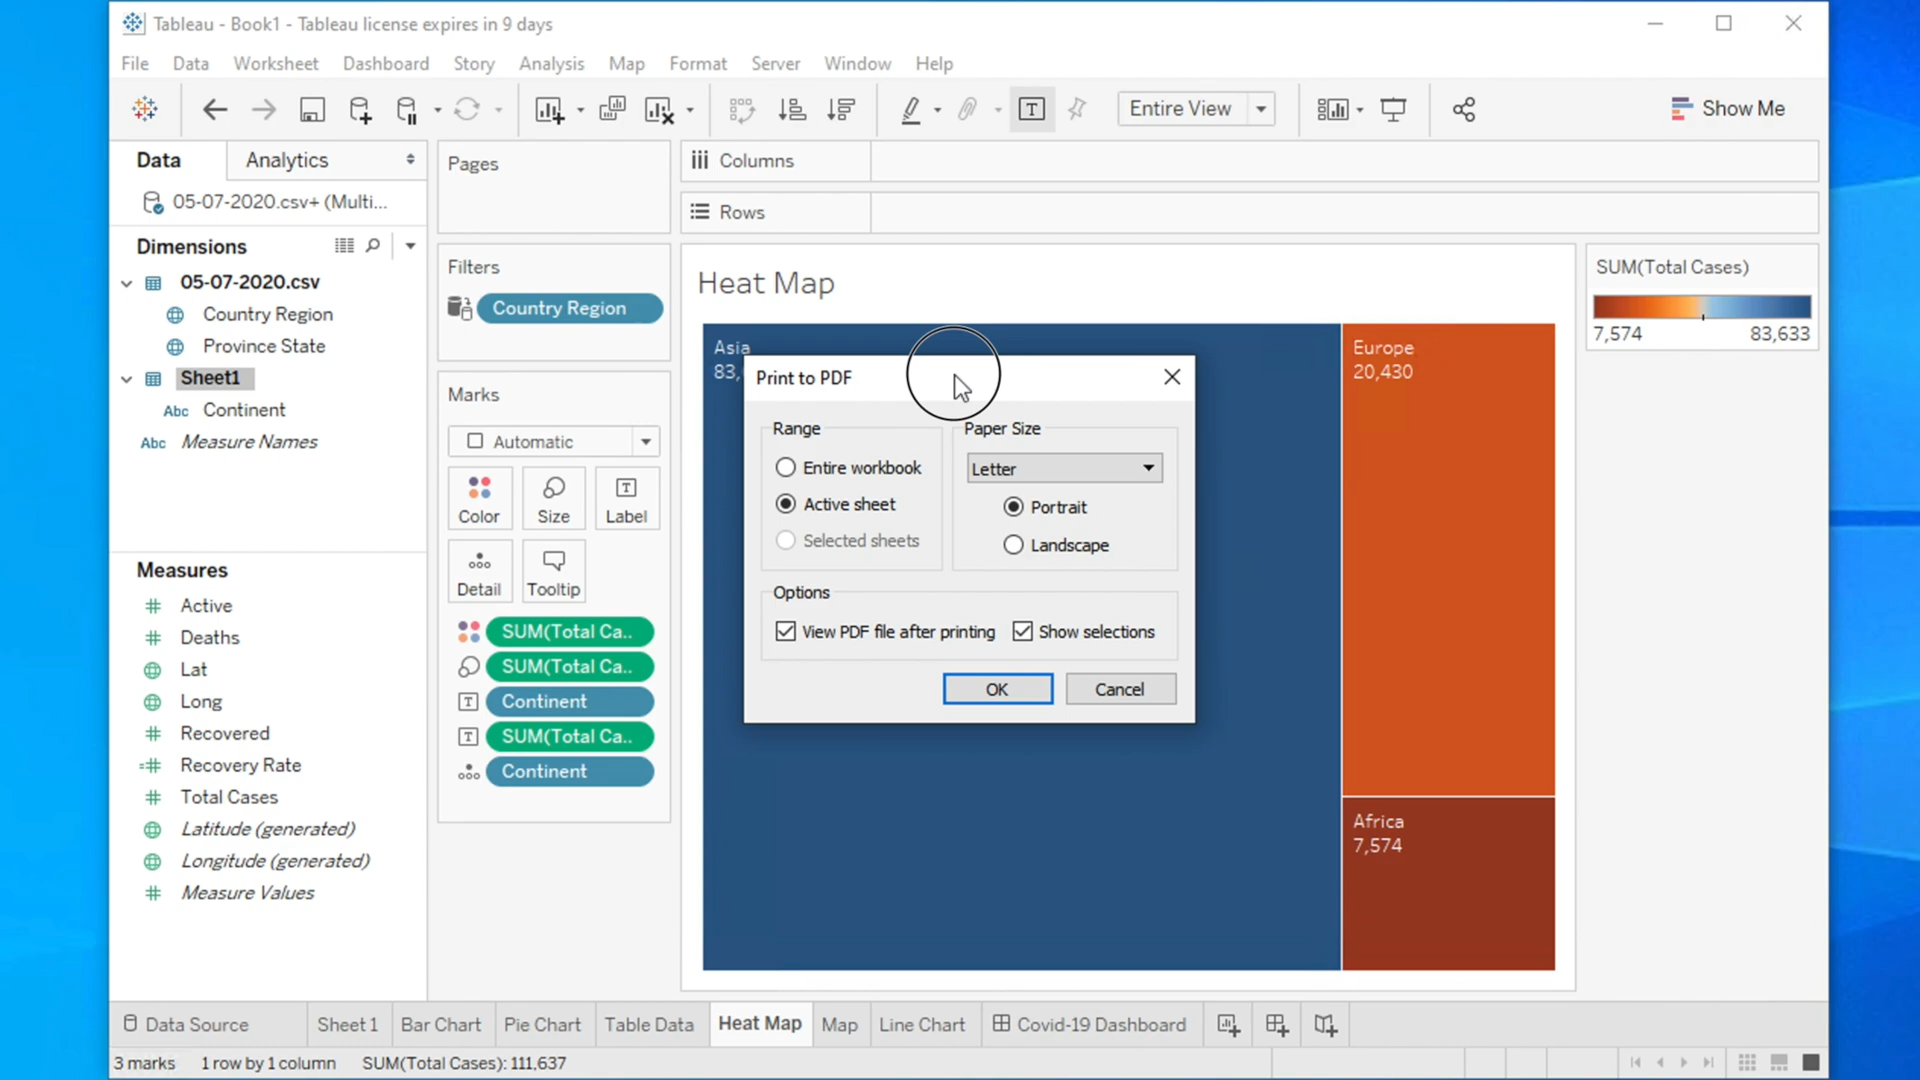 Tableau - Book1 - Tableau license expires in 9 days
File Data Worksheet Dashboard Story Analysis Map Format Server Window Help
Entire View
Show Me
Data Analytics
05-07-2020.csv+ (Multi...
Dimensions
05-07-2020.csv
Country Region
Province State
Sheet1
Abc Continent
Abc Measure Names
Measures
Active
Deaths
Lat
Long
Recovered
Recovery Rate
Total Cases
Latitude (generated)
Longitude (generated)
Measure Values
Pages
Filters
Country Region
Marks
Automatic
Color Size Label
Detail Tooltip
SUM(Total Ca..
SUM(Total Ca..
Continent
SUM(Total Ca..
Continent
Columns
Rows
Heat Map
Asia
83,
Europe
20,430
Africa
7,574
SUM(Total Cases)
7,574 83,633
Print to PDF
Range
Entire workbook
Active sheet
Selected sheets
Paper Size
Letter
Portrait
Landscape
Options
View PDF file after printing Show selections
OK Cancel
Data Source Sheet 1 Bar Chart Pie Chart Table Data Heat Map Map Line Chart Covid-19 Dashboard
3 marks 1 row by 1 column SUM(Total Cases): 111,637